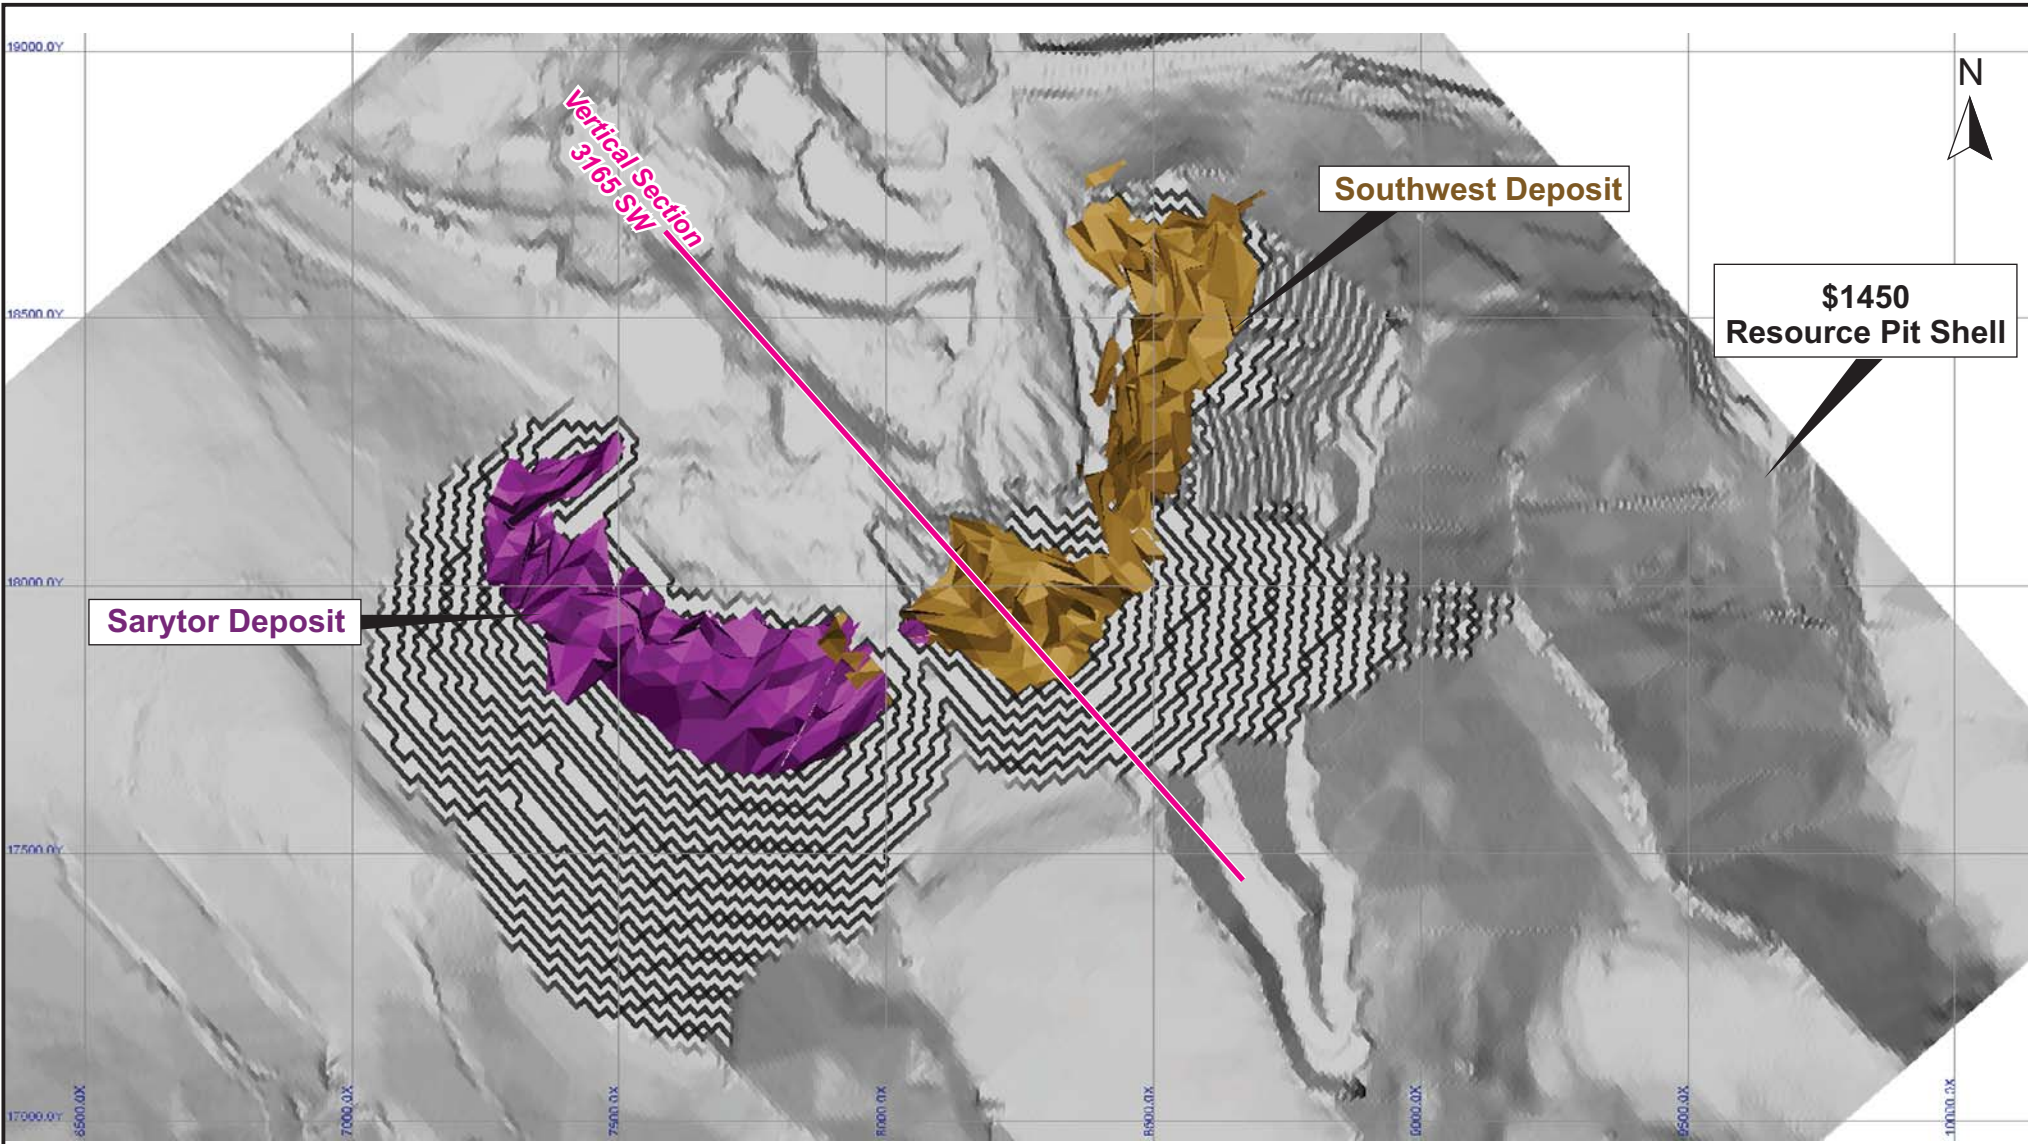 19000.0Y
N
Vertical Section
3165 SW
Southwest Deposit
$1450
Resource Pit Shell
18500.0Y
18000.0Y
Sarytor Deposit
17500.0Y
17000.0Y
6500.0X
7000.0X
7500.0X
8000.0X
8500.0X
9000.0X
9500.0X
10000.0X